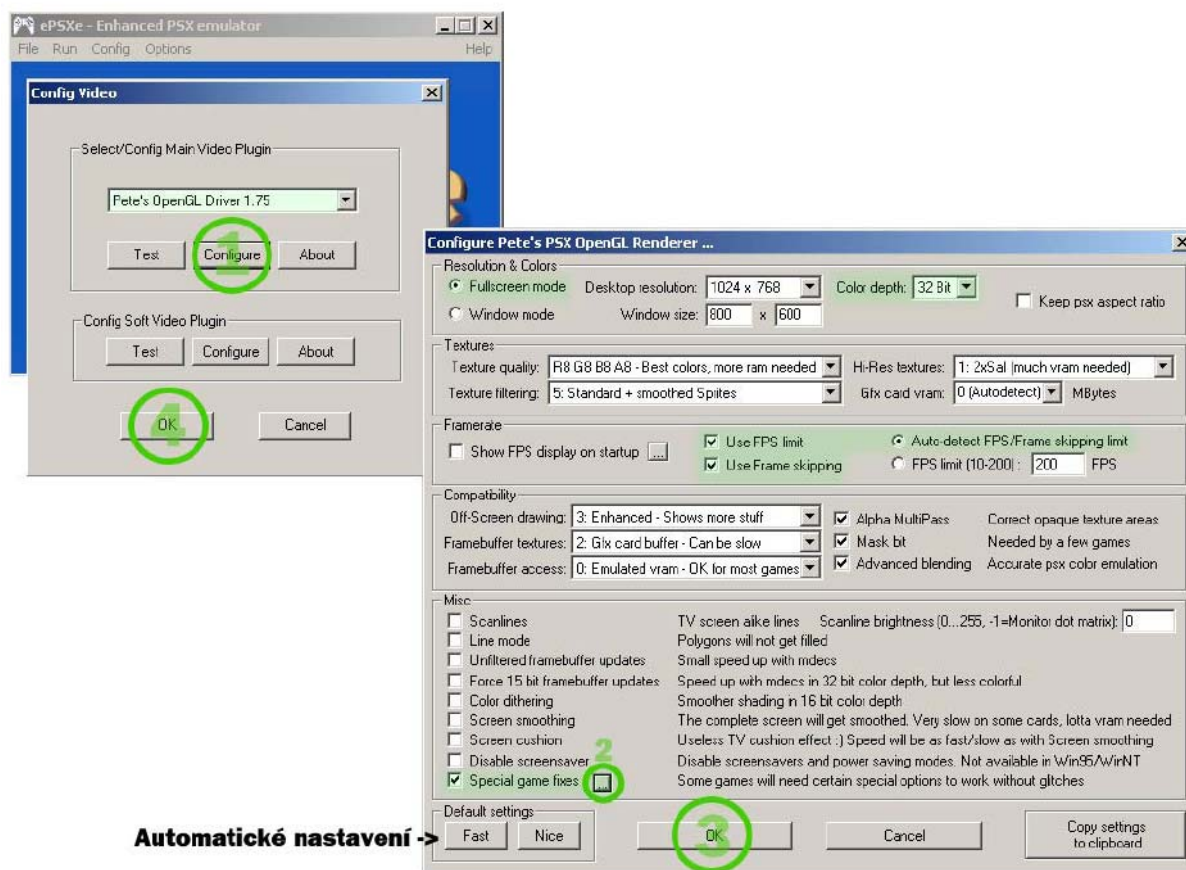 ePSXe - Enhanced PSX emulator
File Run Config Options Help
Config Video
Select/Config Main Video Plugin
Pete's OpenGL Driver 1.75
Test Configure About
1
Config Soft Video Plugin
Test Configure About
OK Cancel
4
Configure Pete's PSX OpenGL Renderer ...
Resolution & Colors
Fullscreen mode Desktop resolution: 1024 x 768 Color depth: 32 Bit Keep psx aspect ratio
Window mode Window size: 800 x 600
Textures
Texture quality: R8 G8 B8 A8 - Best colors, more ram needed Hi-Res textures: 1: 2xSaI (much vram needed)
Texture filtering: 5: Standard + smoothed Sprites Gfx card vram: 0 (Autodetect) MBytes
Framerate
Show FPS display on startup ... Use FPS limit Auto-detect FPS/Frame skipping limit
Use Frame skipping FPS limit (10-200) : 200 FPS
Compatibility
Off-Screen drawing: 3: Enhanced - Shows more stuff Alpha MultiPass Correct opaque texture areas
Framebuffer textures: 2: Gfx card buffer - Can be slow Mask bit Needed by a few games
Framebuffer access: 0: Emulated vram - OK for most games Advanced blending Accurate psx color emulation
Misc
Scanlines TV screen alike lines Scanline brightness (0...255, -1=Monitor dot matrix): 0
Line mode Polygons will not get filled
Unfiltered framebuffer updates Small speed up with mdecs
Force 15 bit framebuffer updates Speed up with mdecs in 32 bit color depth, but less colorful
Color dithering Smoother shading in 16 bit color depth
Screen smoothing The complete screen will get smoothed. Very slow on some cards, lotta vram needed
Screen cushion Useless TV cushion effect :) Speed will be as fast/slow as with Screen smoothing
Disable screensaver Disable screensavers and power saving modes. Not available in Win95/WinNT
2
Special game fixes ... Some games will need certain special options to work without glitches
Default settings
Automatické nastavení -> Fast Nice OK Cancel Copy settings to clipboard
3